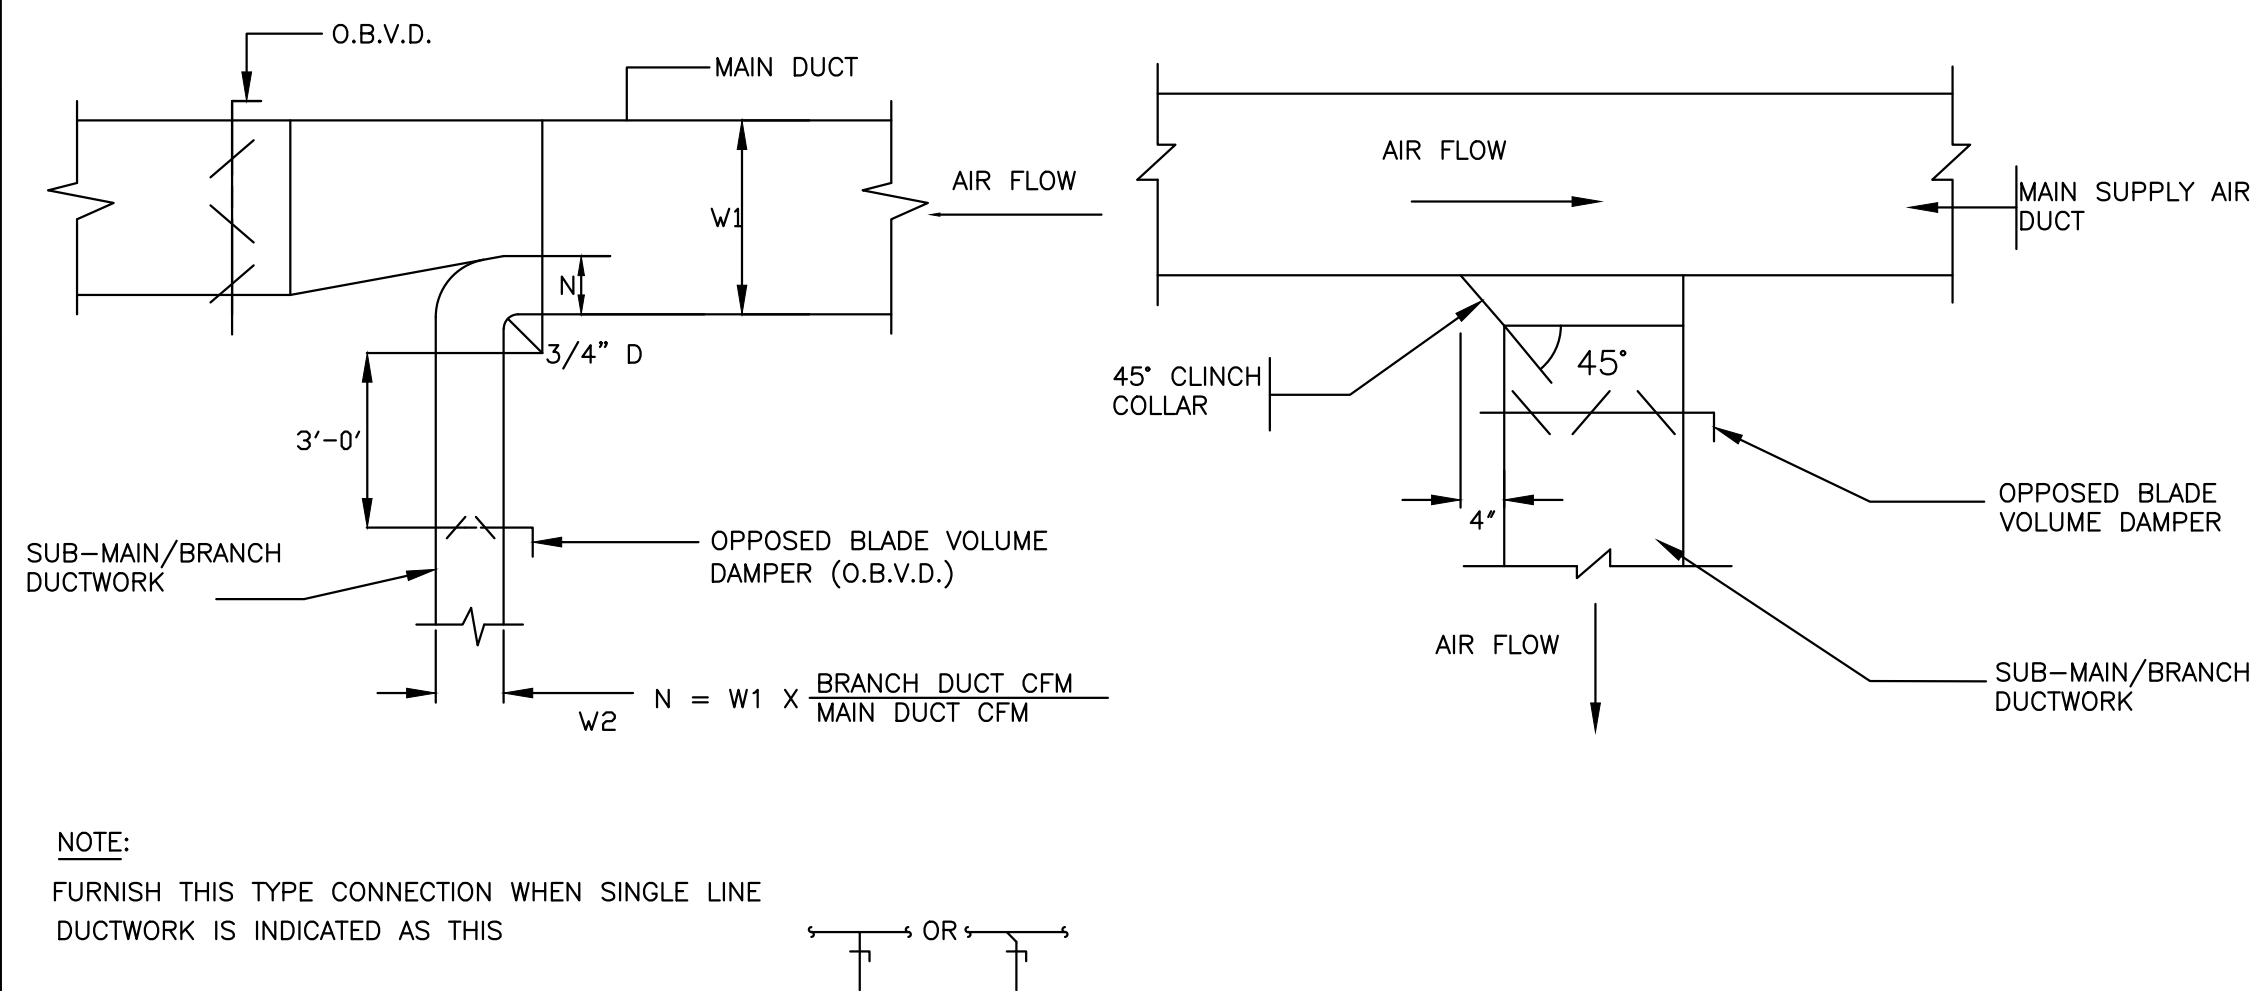 O.B.V.D.
MAIN DUCT
W1
AIR FLOW
N
3/4" D
3'-0'
SUB-MAIN/BRANCH
DUCTWORK
OPPOSED BLADE VOLUME
DAMPER (O.B.V.D.)
W2
N = W1 X BRANCH DUCT CFM
MAIN DUCT CFM
AIR FLOW
MAIN SUPPLY AIR
DUCT
45° CLINCH
COLLAR
45°
4"
OPPOSED BLADE
VOLUME DAMPER
AIR FLOW
SUB-MAIN/BRANCH
DUCTWORK
NOTE:
FURNISH THIS TYPE CONNECTION WHEN SINGLE LINE
DUCTWORK IS INDICATED AS THIS
OR